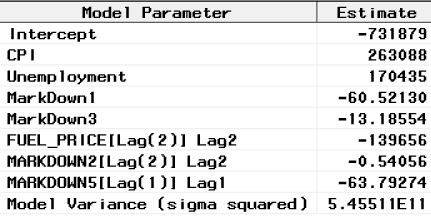 Model Parameter Estimate
Intercept -731879
CPI 263088
Unemployment 170435
MarkDown1 -60.52130
MarkDown3 -13.18554
FUEL_PRICE[Lag(2)] Lag2 -139656
MARKDOWN2[Lag(2)] Lag2 -0.54056
MARKDOWN5[Lag(1)] Lag1 -63.79274
Model Variance (sigma squared) 5.45511E11